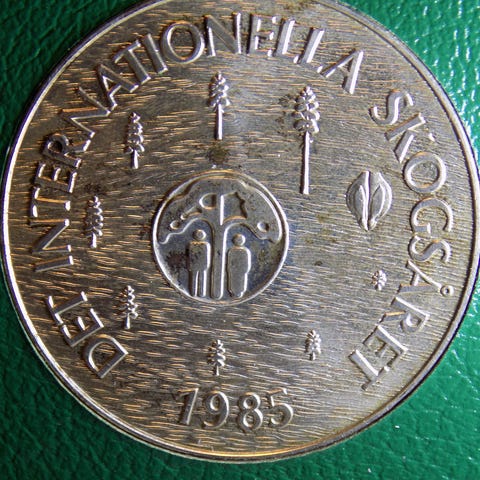 DET INTERNATIONELLA SKOGSÅRET
1985